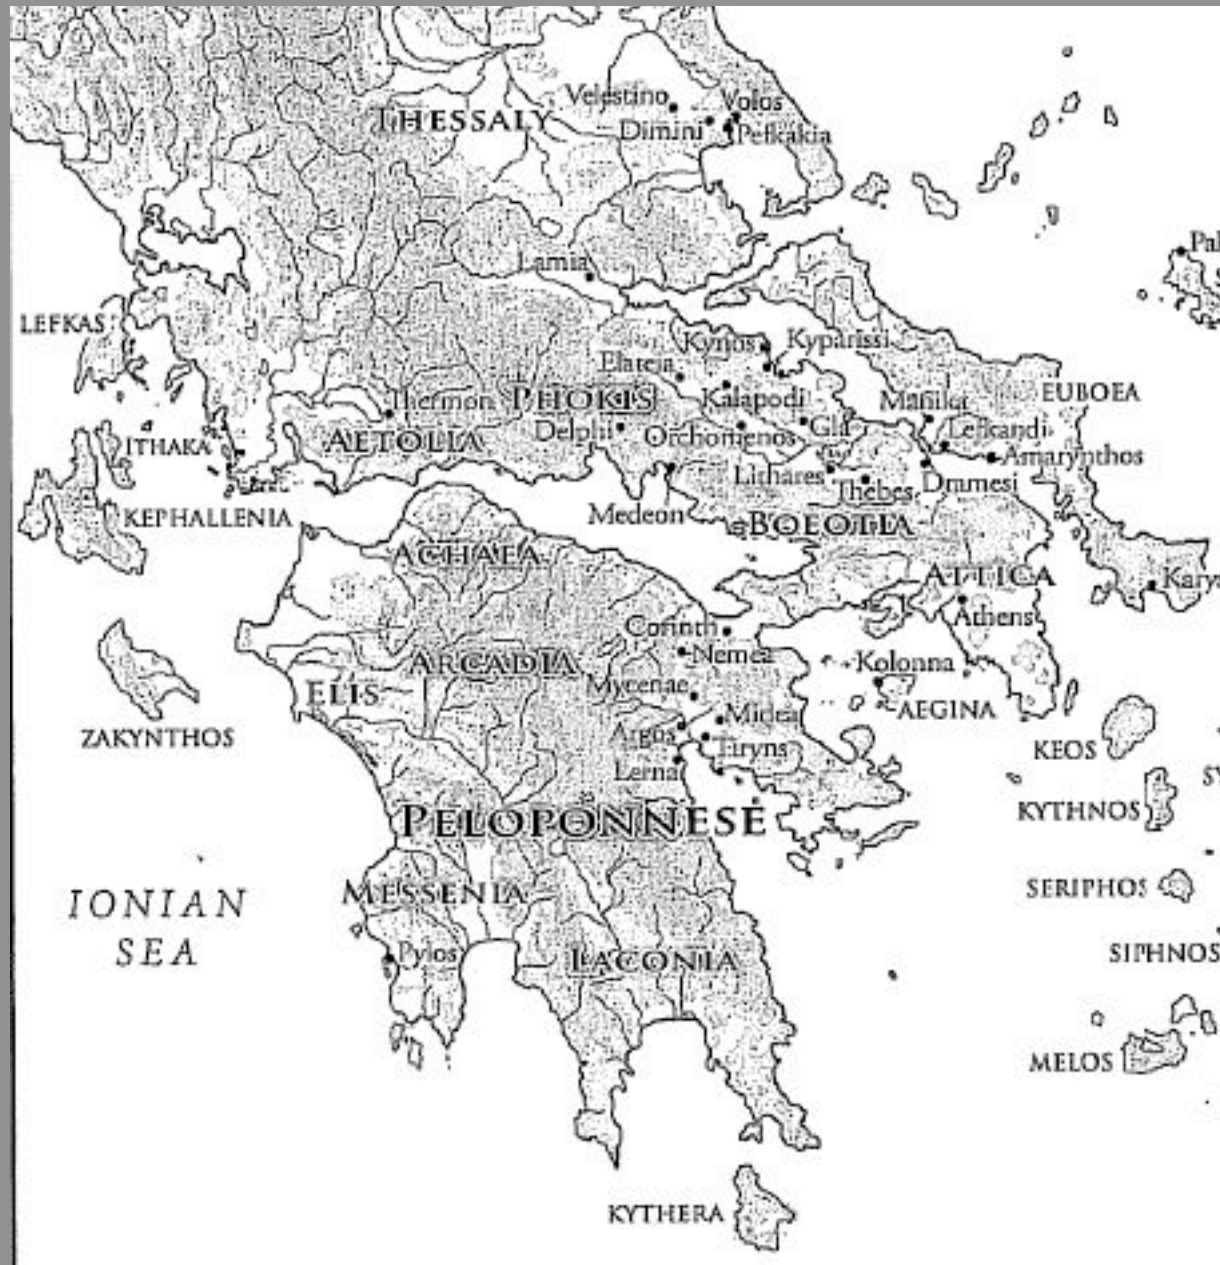 Velestino
Volos
THESSALY
Dimini
Pefkakia
Lamia
LEFKAS
Kynos
Kyparissi
Elateia
EUBOEA
Thermon
PHOKIS
Kalapodi
AETOLIA
Delphi
Orchomenos
Gla
Lefkandi
ITHAKA
Amarynthos
Lithares
Thebes
Dramesi
KEPHALLENIA
Medeon
BOEOTIA
ACHAEA
ATTICA
Athens
Corinth
Nemea
ARCADIA
Kolonna
ELIS
Mycenae
AEGINA
Midea
ZAKYNTHOS
Argos
Tiryns
KEOS
Lerna
KYTHNOS
PELOPONNESE
SERIPHOS
MESSENIA
IONIAN
SEA
Pylos
LACONIA
SIPHNOS
MELOS
KYTHERA